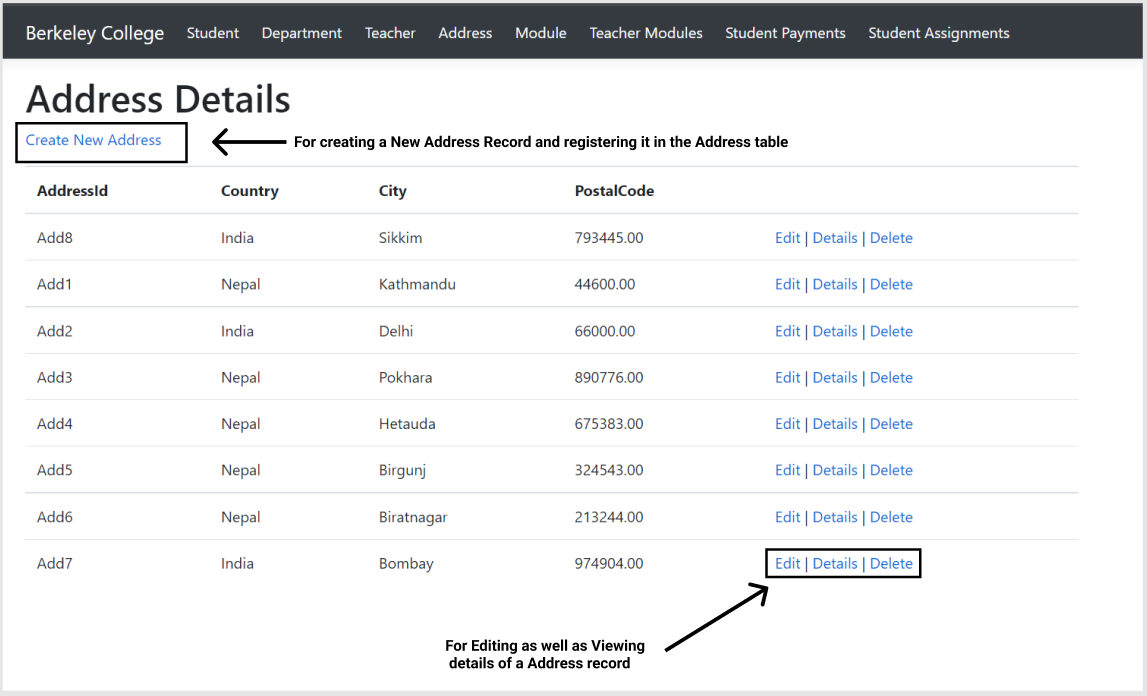 Berkeley College Student Department Teacher Address Module Teacher Modules Student Payments Student Assignments
Address Details
Create New Address
For creating a New Address Record and registering it in the Address table
AddressId Country City PostalCode
Add8 India Sikkim 793445.00 Edit | Details | Delete
Add1 Nepal Kathmandu 44600.00 Edit | Details | Delete
Add2 India Delhi 66000.00 Edit | Details | Delete
Add3 Nepal Pokhara 890776.00 Edit | Details | Delete
Add4 Nepal Hetauda 675383.00 Edit | Details | Delete
Add5 Nepal Birgunj 324543.00 Edit | Details | Delete
Add6 Nepal Biratnagar 213244.00 Edit | Details | Delete
Add7 India Bombay 974904.00 Edit | Details | Delete
For Editing as well as Viewing
details of a Address record